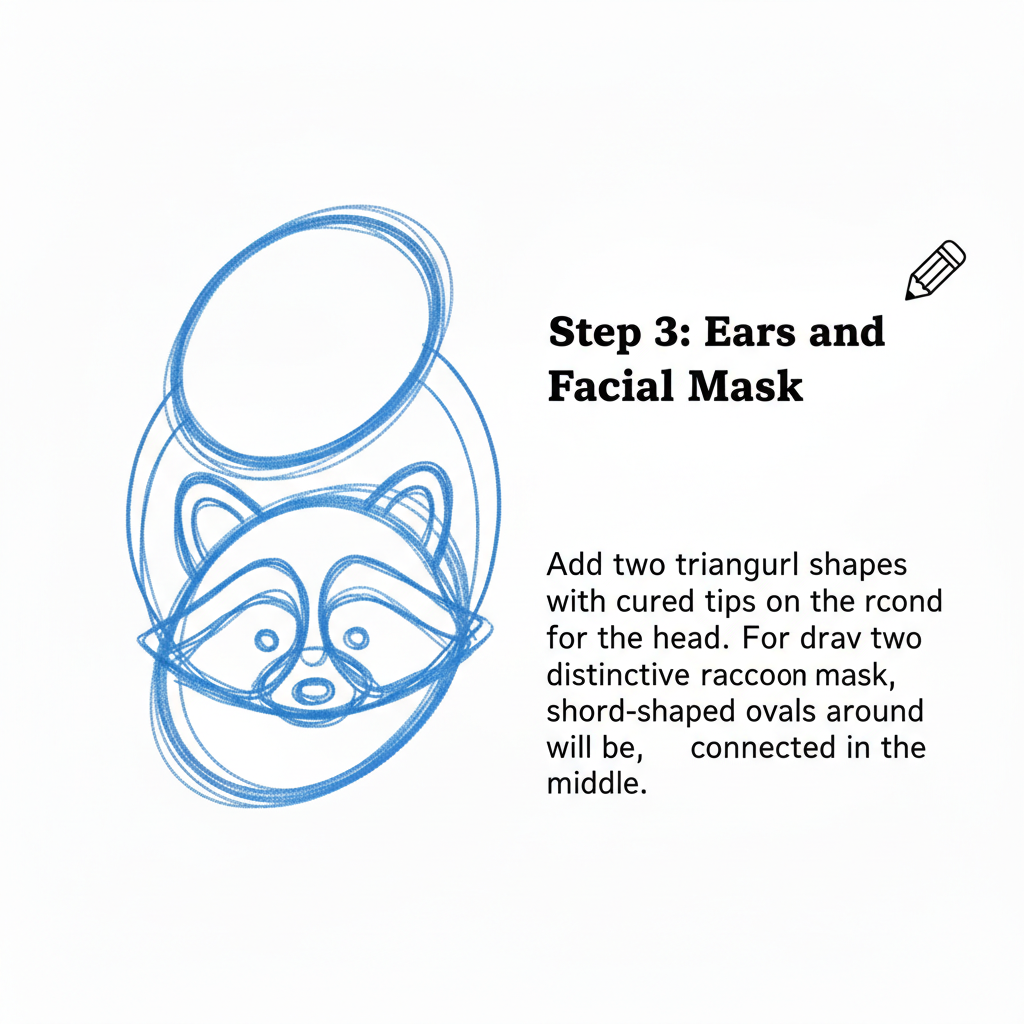 Step 3: Ears and
Facial Mask
Add two triangurl shapes
with cured tips on the rcond
for the head. For drav two
distinctive raccoon mask,
shord-shaped ovals around
will be, connected in the
middle.